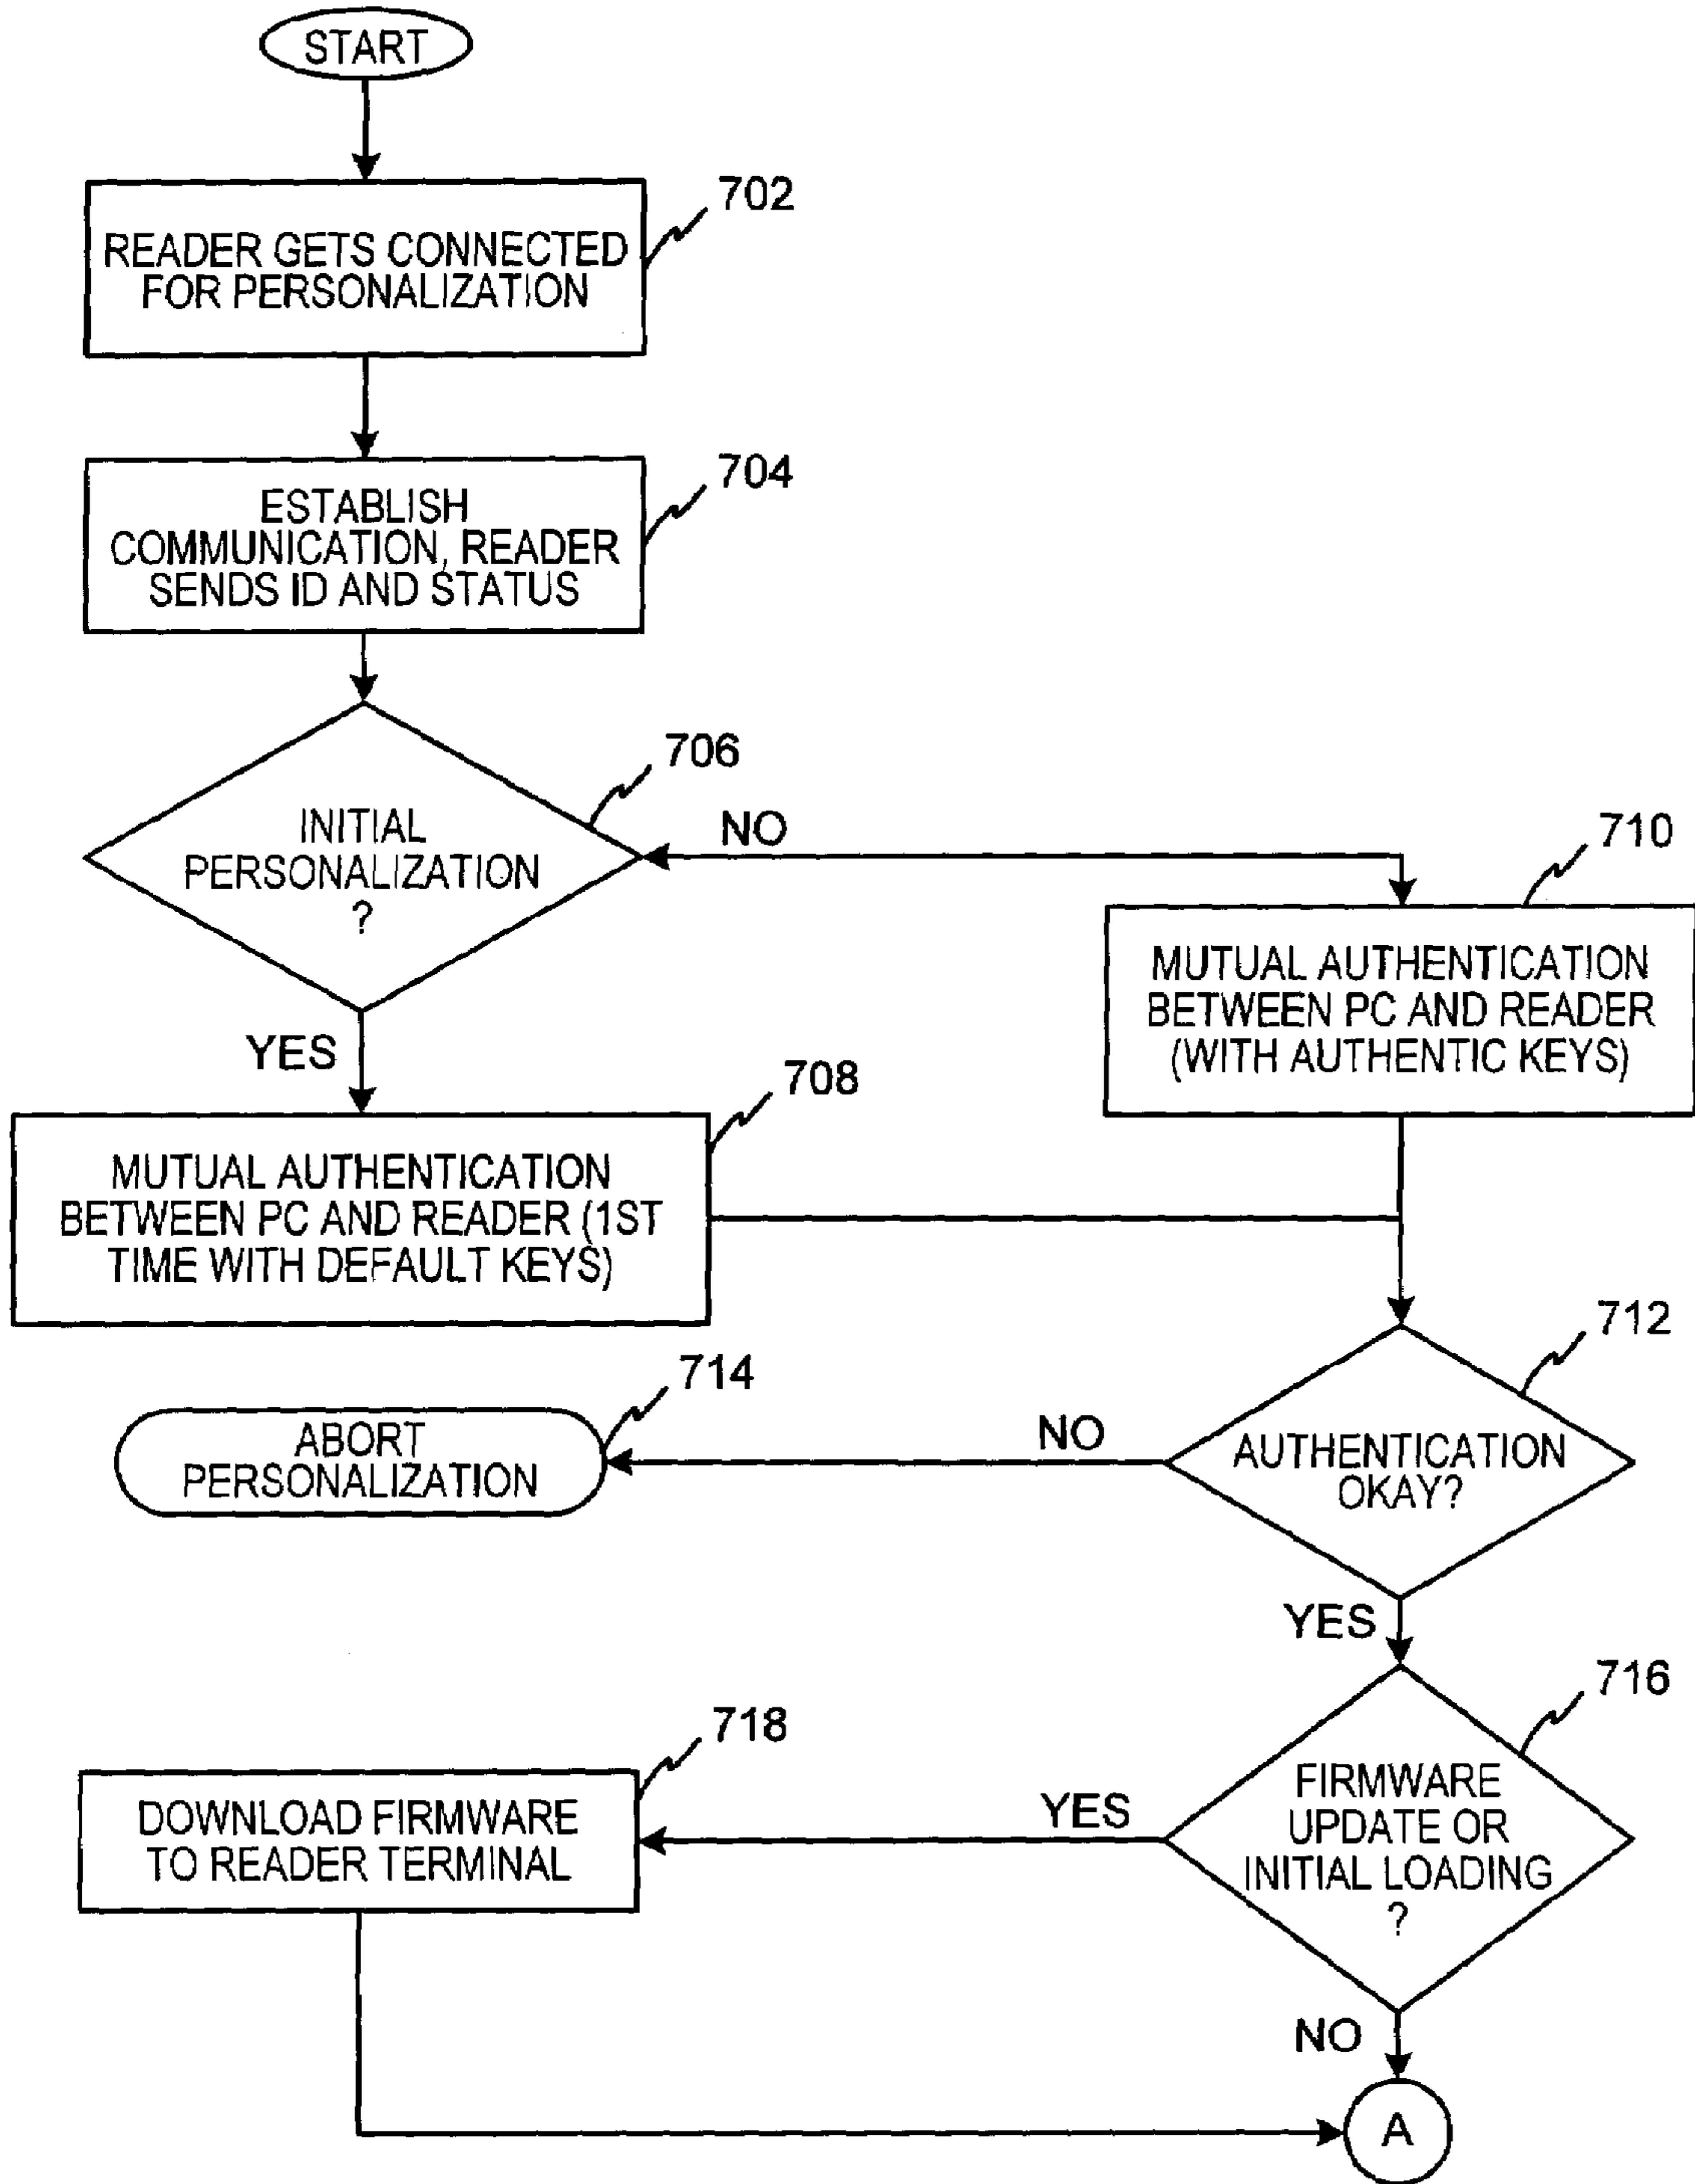 START
702
READER GETS CONNECTED
FOR PERSONALIZATION
704
ESTABLISH
COMMUNICATION, READER
SENDS ID AND STATUS
706
INITIAL
PERSONALIZATION
?
NO
710
MUTUAL AUTHENTICATION
BETWEEN PC AND READER
(WITH AUTHENTIC KEYS)
YES
708
MUTUAL AUTHENTICATION
BETWEEN PC AND READER (1ST
TIME WITH DEFAULT KEYS)
712
AUTHENTICATION
OKAY?
NO
714
ABORT
PERSONALIZATION
YES
716
FIRMWARE
UPDATE OR
INITIAL LOADING
?
YES
718
DOWNLOAD FIRMWARE
TO READER TERMINAL
NO
A